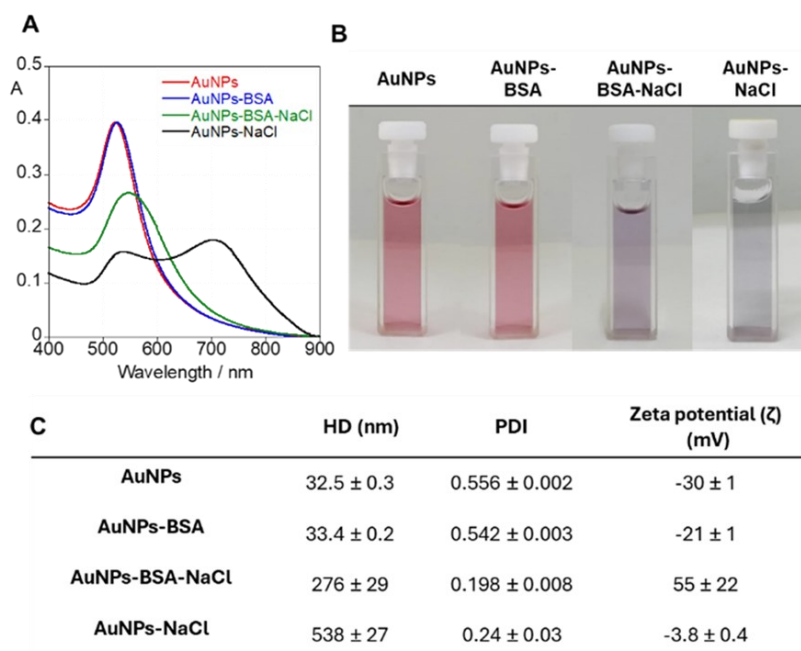 A
0.5
A
0.4
0.3
0.2
0.1
0
400 500 600 700 800 900
Wavelength / nm
AuNPs
AuNPs-BSA
AuNPs-BSA-NaCl
AuNPs-NaCl
B
AuNPs
AuNPs-
BSA
AuNPs-
BSA-NaCl
AuNPs-
NaCl
C
HD (nm) PDI Zeta potential (ζ)
(mV)
AuNPs 32.5 ± 0.3 0.556 ± 0.002 -30 ± 1
AuNPs-BSA 33.4 ± 0.2 0.542 ± 0.003 -21 ± 1
AuNPs-BSA-NaCl 276 ± 29 0.198 ± 0.008 55 ± 22
AuNPs-NaCl 538 ± 27 0.24 ± 0.03 -3.8 ± 0.4